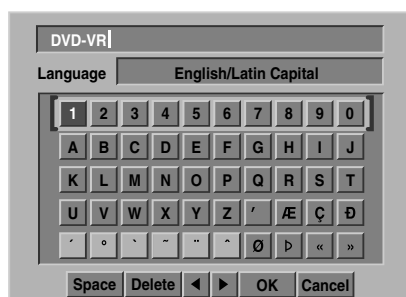 DVD-VR
Language English/Latin Capital
1 2 3 4 5 6 7 8 9 0
A B C D E F G H I J
K L M N O P Q R S T
U V W X Y Z ′ Æ Ç Ð
´ ° ` ~ ¨ ^ Ø Þ « »
Space Delete ◀ ▶ OK Cancel